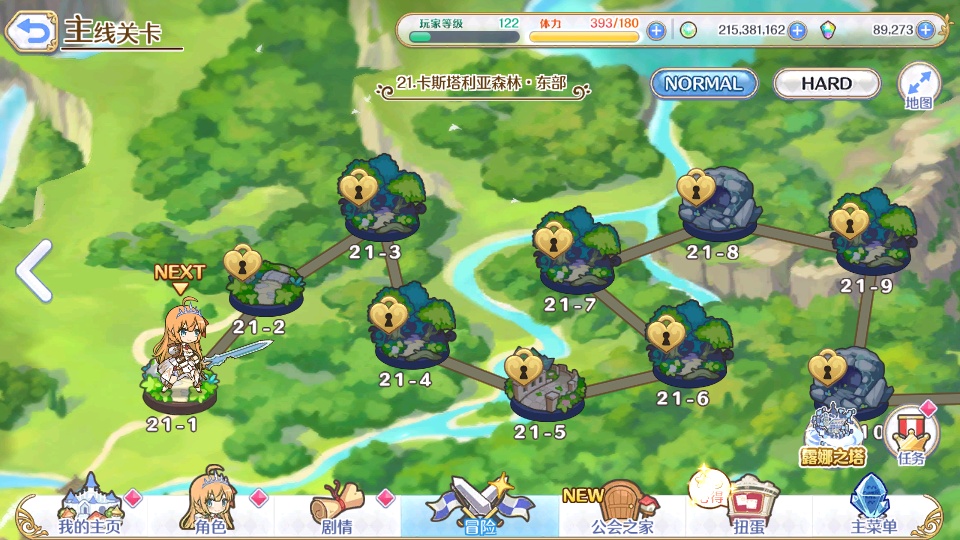 主线关卡
玩家等级 122 体力 393/180 215,381,162 89,273
21.卡斯塔利亚森林·东部
NORMAL
HARD
地图
21-3
21-8
21-9
NEXT
21-7
21-2
21-4
21-6
21-1
21-5
10
露娜之塔
任务
NEW
我的主页
角色
剧情
冒险
公会之家
扭蛋
主菜单